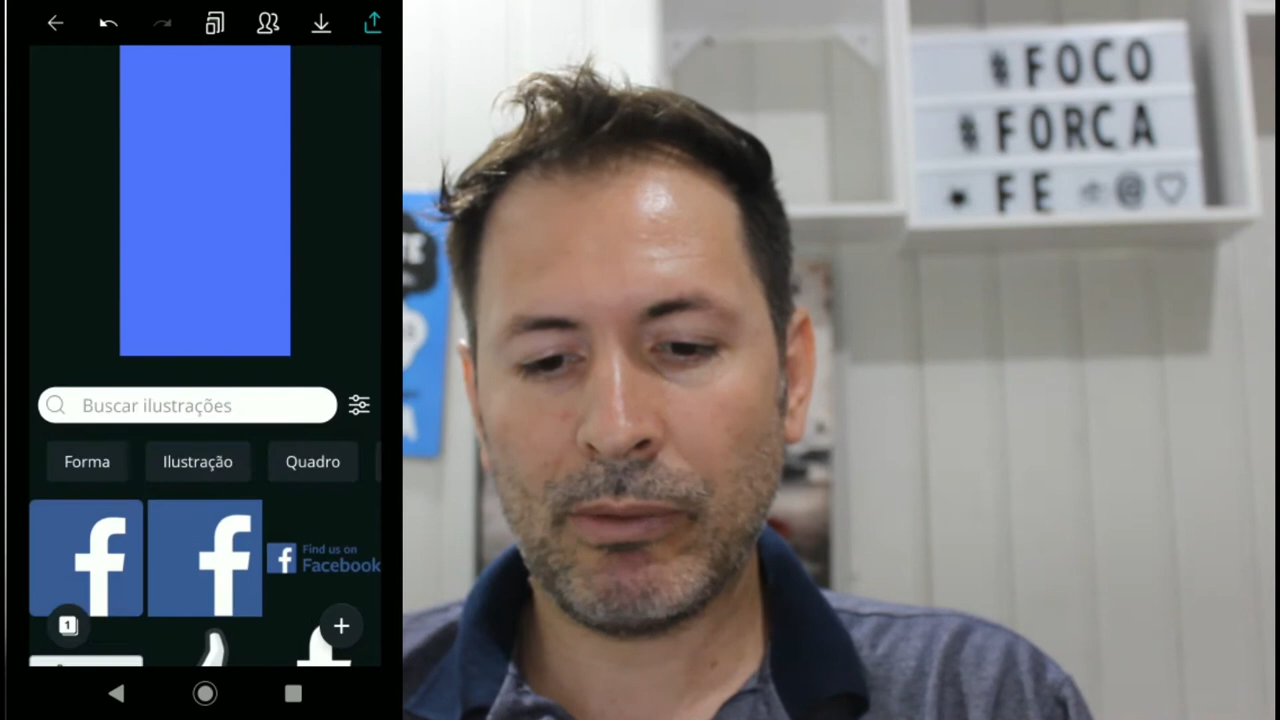 Buscar ilustrações
Forma
Ilustração
Quadro
f
f
f
Find us on
Facebook
1
+
#FOCO
#FORCA
FE @